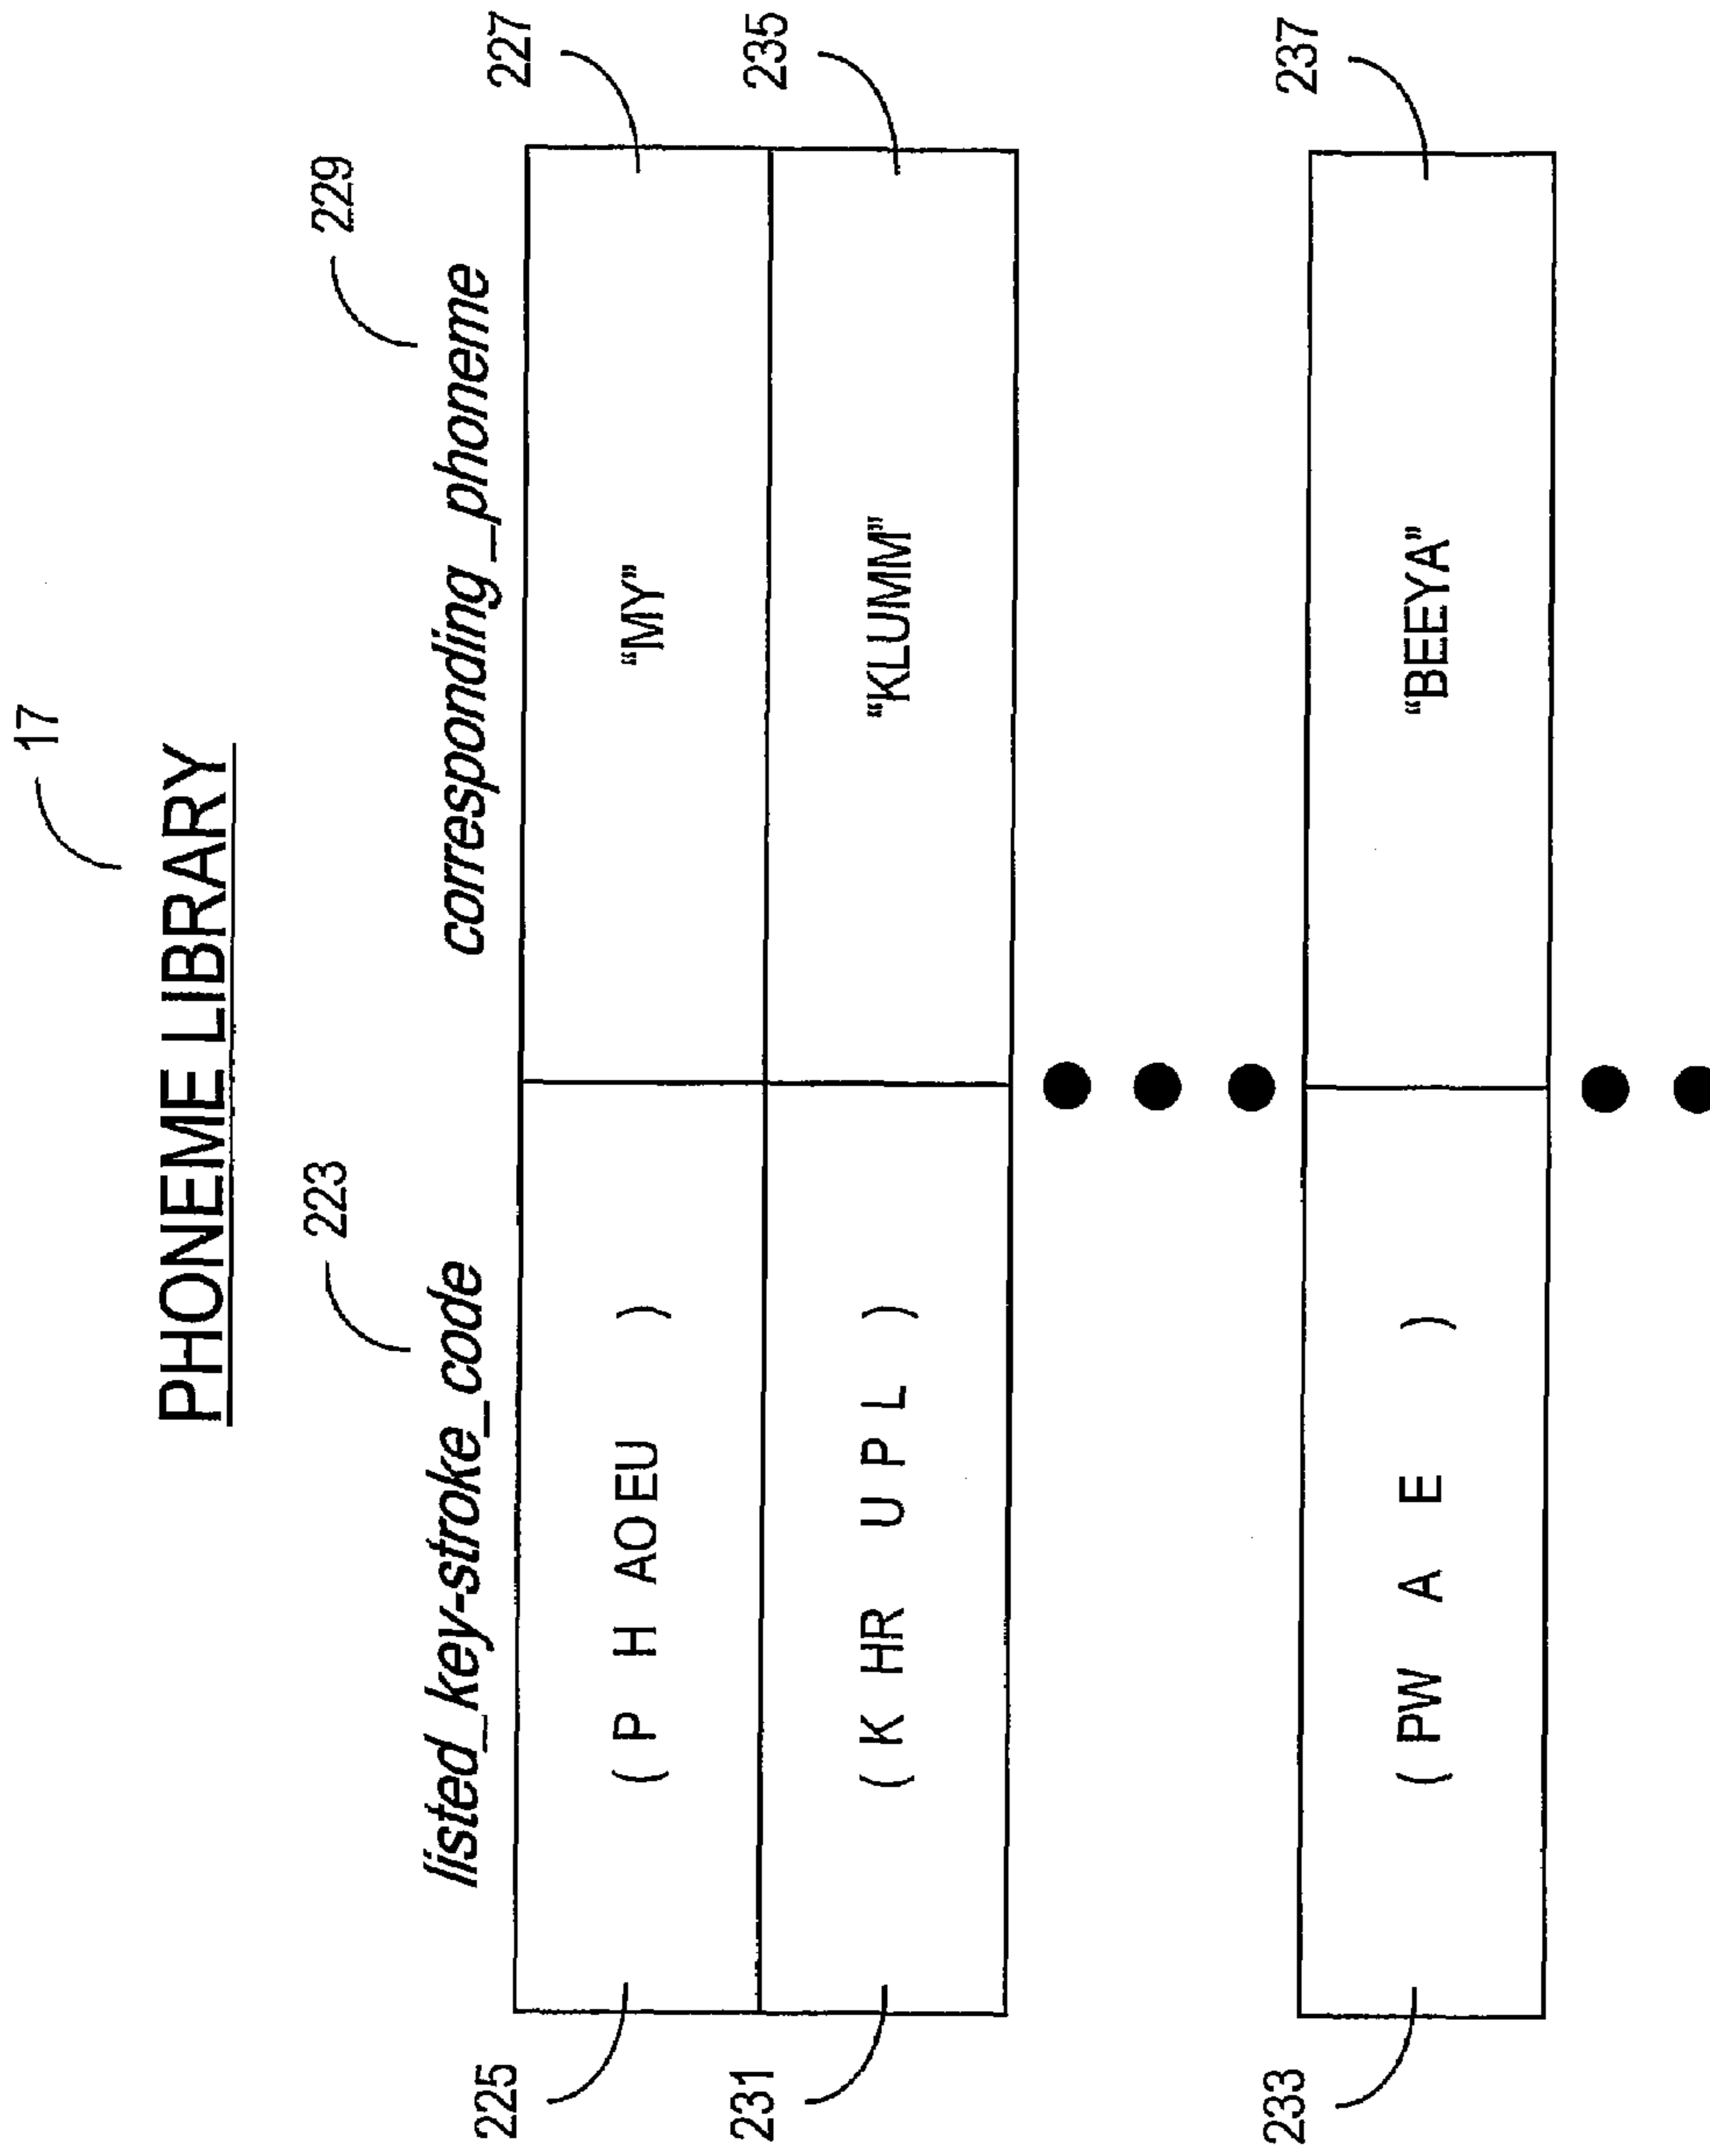 17
PHONEME LIBRARY
223 229
listed_key-stroke_code corresponding_phoneme
225 ( P H AOEU ) "MY" 227
231 ( K HR U P L ) "KLUMM" 235
233 ( PW A E ) "BEEYA" 237